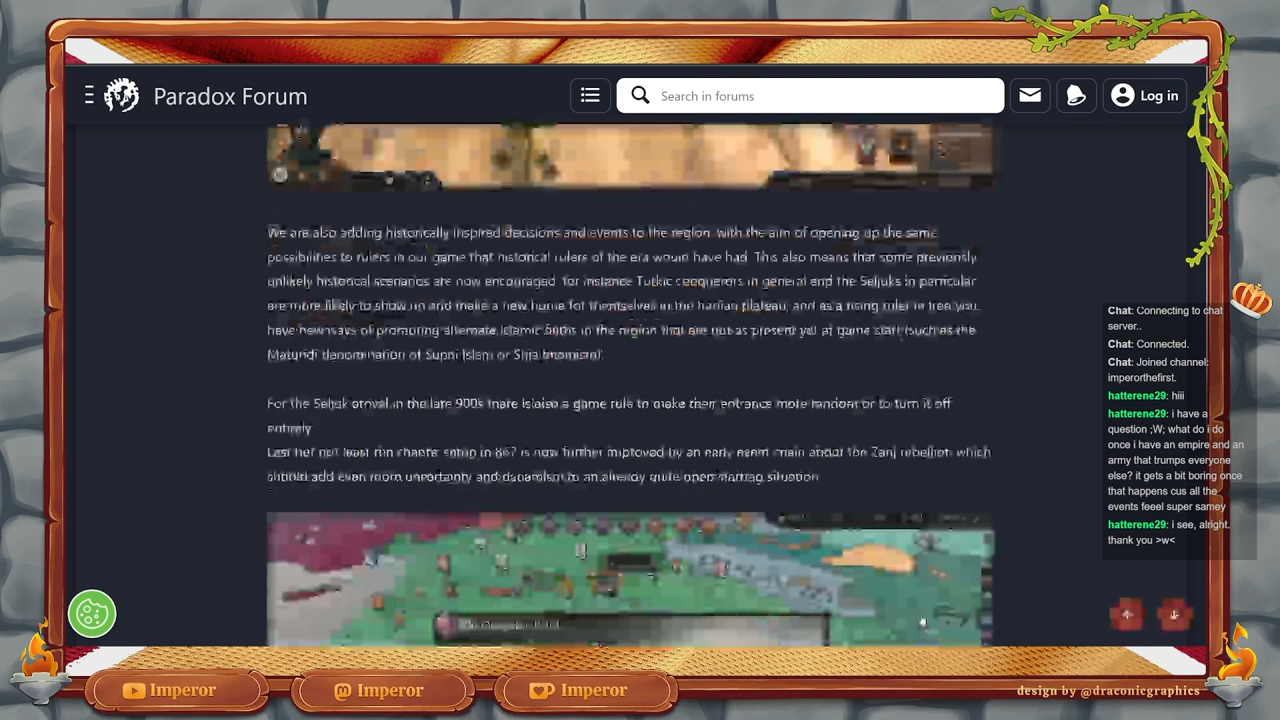 Paradox Forum
Search in forums
Log in
We are also adding historically inspired decisions and events to the region, with the aim of opening up the same
possibilities to rulers in our game that historical rulers of the era would have had. This also means that some previously
unlikely historical scenarios are now encouraged, for instance Turkic conquerors in general and the Seljuks in particular
are more likely to show up and make a new home for themselves in the Iranian plateau, and as a rising ruler in Iran you
have new ways of promoting alternate Islamic faiths in the region that are not as present yet at game start (such as the
Maturidi denomination of Sunni Islam or Shia Imamism).
For the Seljuk arrival in the late 900s there is also a game rule to make their entrance more random or to turn it off
entirely
Last but not least the chaotic setup in 867 is now further improved by an early event chain about the Zanj rebellion which
should add even more uncertainty and dynamism to an already quite open starting situation
Chat: Connecting to chat
server..
Chat: Connected.
Chat: Joined channel:
imperorthefirst.
hatterene29: hiii
hatterene29: i have a
question ;W; what do i do
once i have an empire and an
army that trumps everyone
else? it gets a bit boring once
that happens cus all the
events feeel super samey
hatterene29: i see, alright.
thank you >w<
Imperor
Imperor
Imperor
design by @draconicgraphics